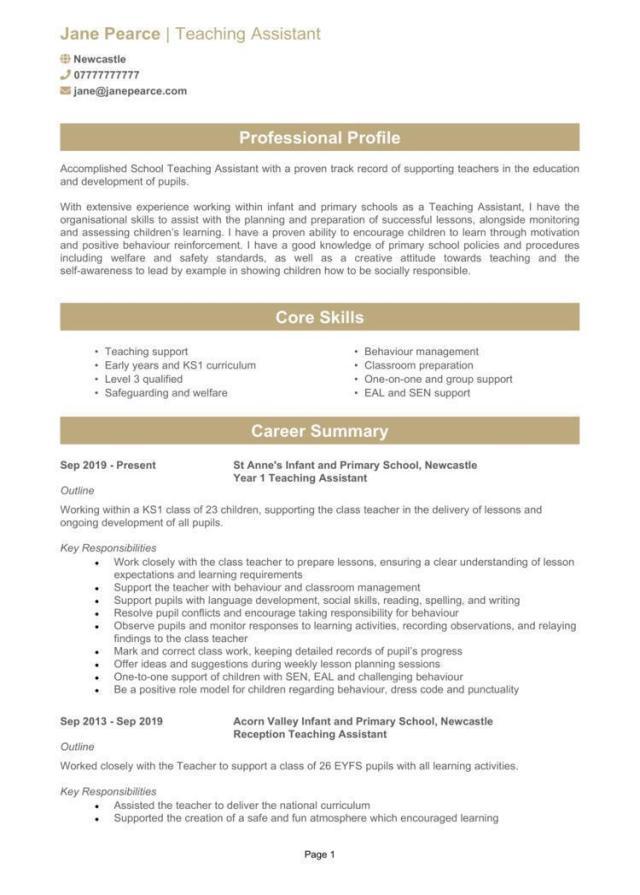 Jane Pearce | Teaching Assistant
Newcastle
07777777777
jane@janepearce.com
Professional Profile
Accomplished School Teaching Assistant with a proven track record of supporting teachers in the education
and development of pupils.
With extensive experience working within infant and primary schools as a Teaching Assistant, I have the
organisational skills to assist with the planning and preparation of successful lessons, alongside monitoring
and assessing children's learning. I have a proven ability to encourage children to learn through motivation
and positive behaviour reinforcement. I have a good knowledge of primary school policies and procedures
including welfare and safety standards, as well as a creative attitude towards teaching and the
self-awareness to lead by example in showing children how to be socially responsible.
Core Skills
• Teaching support
• Early years and KS1 curriculum
• Level 3 qualified
• Safeguarding and welfare
• Behaviour management
• Classroom preparation
• One-on-one and group support
• EAL and SEN support
Career Summary
Sep 2019 - Present St Anne's Infant and Primary School, Newcastle
Year 1 Teaching Assistant
Outline
Working within a KS1 class of 23 children, supporting the class teacher in the delivery of lessons and
ongoing development of all pupils.
Key Responsibilities
• Work closely with the class teacher to prepare lessons, ensuring a clear understanding of lesson
expectations and learning requirements
• Support the teacher with behaviour and classroom management
• Support pupils with language development, social skills, reading, spelling, and writing
• Resolve pupil conflicts and encourage taking responsibility for behaviour
• Observe pupils and monitor responses to learning activities, recording observations, and relaying
findings to the class teacher
• Mark and correct class work, keeping detailed records of pupil's progress
• Offer ideas and suggestions during weekly lesson planning sessions
• One-to-one support of children with SEN, EAL and challenging behaviour
• Be a positive role model for children regarding behaviour, dress code and punctuality
Sep 2013 - Sep 2019 Acorn Valley Infant and Primary School, Newcastle
Reception Teaching Assistant
Outline
Worked closely with the Teacher to support a class of 26 EYFS pupils with all learning activities.
Key Responsibilities
• Assisted the teacher to deliver the national curriculum
• Supported the creation of a safe and fun atmosphere which encouraged learning
Page 1